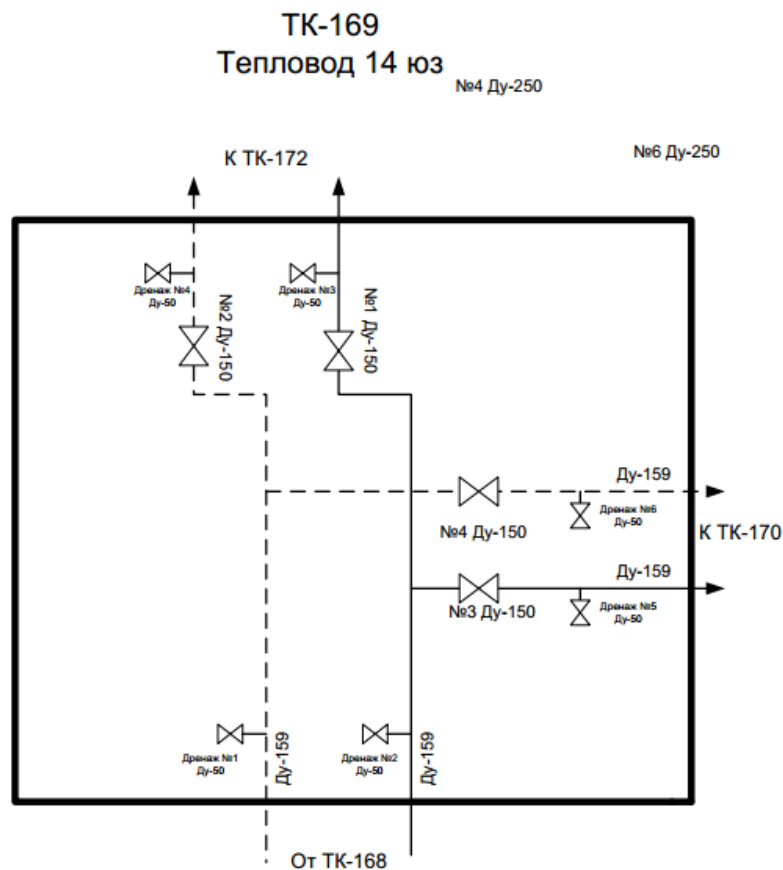 ТК-169
Тепловод 14 юз
№4 Ду-250
№6 Ду-250
К ТК-172
Дренаж №4
Ду-50
№2 Ду-150
Дренаж №3
Ду-50
№1 Ду-150
Ду-159
№4 Ду-150
Дренаж №6
Ду-50
К ТК-170
Ду-159
№3 Ду-150
Дренаж №5
Ду-50
Дренаж №1
Ду-50
Ду-159
Дренаж №2
Ду-50
Ду-159
От ТК-168